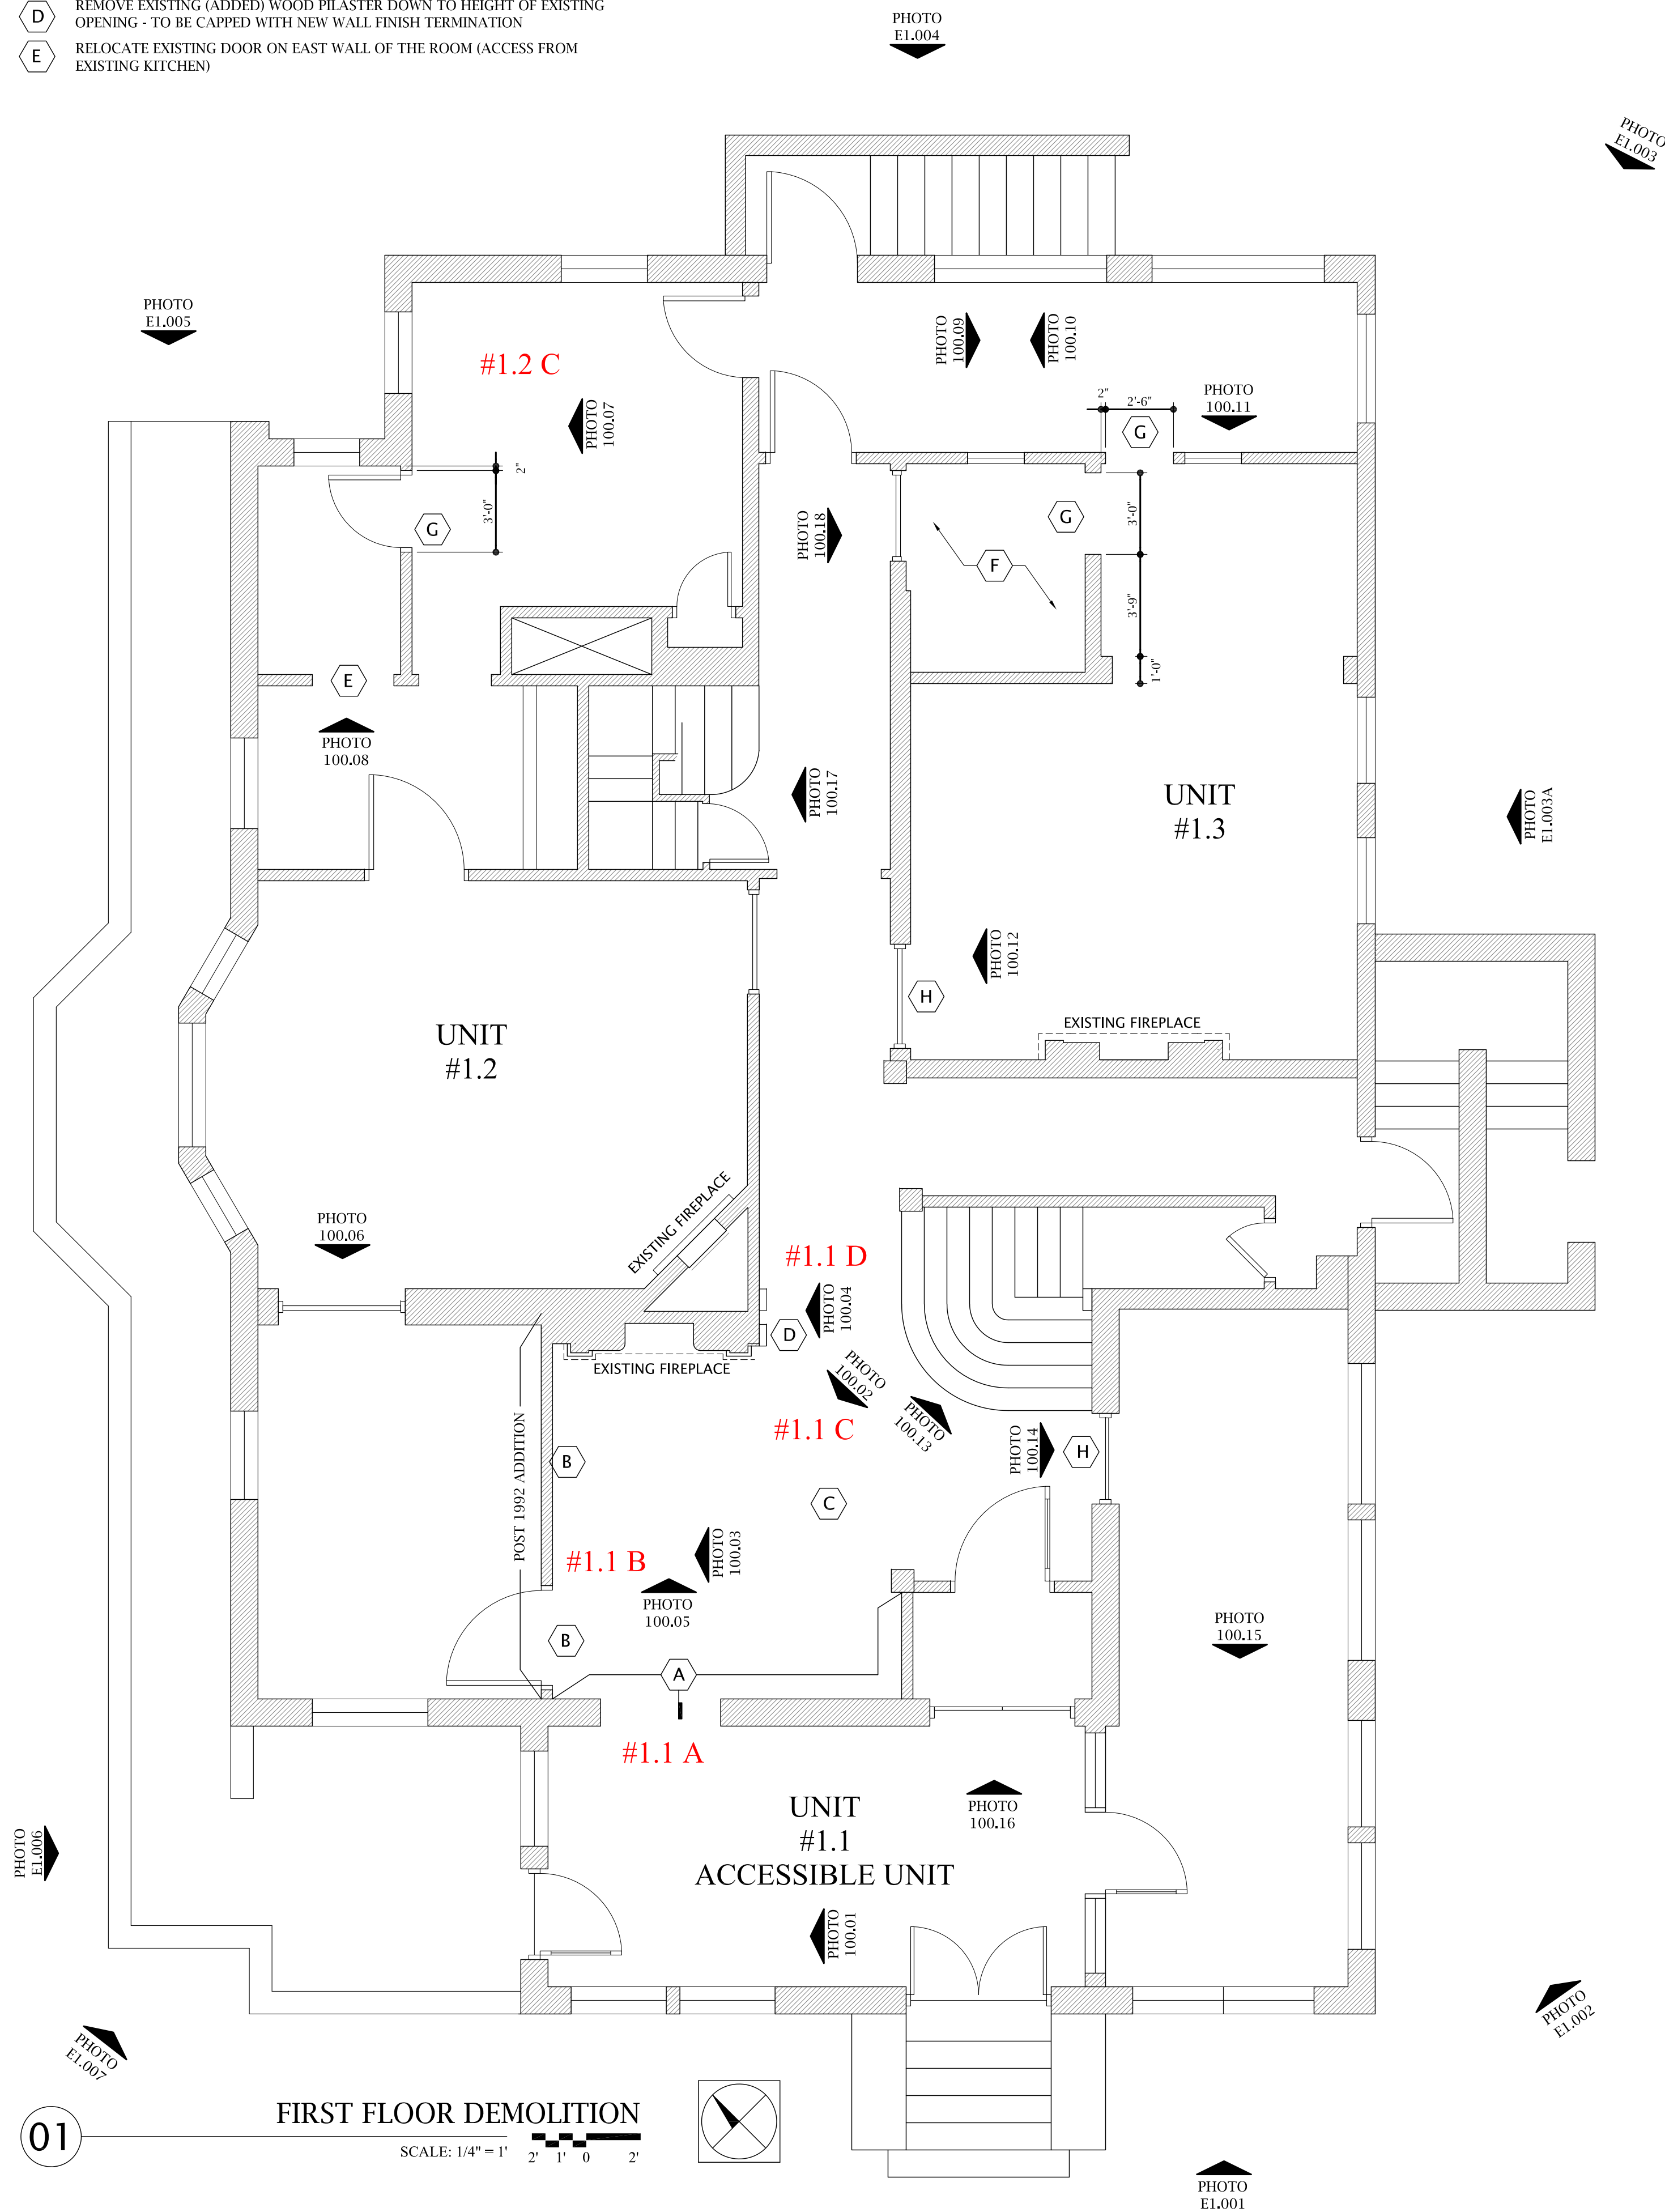 D
REMOVE EXISTING (ADDED) WOOD PILASTER DOWN TO HEIGHT OF EXISTING
OPENING - TO BE CAPPED WITH NEW WALL FINISH TERMINATION
E
RELOCATE EXISTING DOOR ON EAST WALL OF THE ROOM (ACCESS FROM
EXISTING KITCHEN)
PHOTO
E1.004
PHOTO
E1.003
PHOTO
E1.005
PHOTO
100.09
PHOTO
100.10
#1.2 C
PHOTO
100.07
2"
2'-6"
PHOTO
100.11
G
2"
3'-0"
G
PHOTO
100.18
G
3'-0"
F
3'-9"
1'-0"
E
PHOTO
100.08
PHOTO
100.17
UNIT
#1.3
PHOTO
E1.003A
PHOTO
100.12
H
EXISTING FIREPLACE
UNIT
#1.2
EXISTING FIREPLACE
PHOTO
100.06
#1.1 D
PHOTO
100.04
D
EXISTING FIREPLACE
PHOTO
100.02
PHOTO
100.13
#1.1 C
PHOTO
100.14
H
POST 1992 ADDITION
B
C
#1.1 B
PHOTO
100.03
PHOTO
100.05
B
PHOTO
100.15
A
#1.1 A
UNIT
#1.1
ACCESSIBLE UNIT
PHOTO
100.16
PHOTO
E1.006
PHOTO
100.01
PHOTO
E1.002
PHOTO
E1.007
01
FIRST FLOOR DEMOLITION
SCALE: 1/4" = 1'
2' 1' 0 2'
PHOTO
E1.001